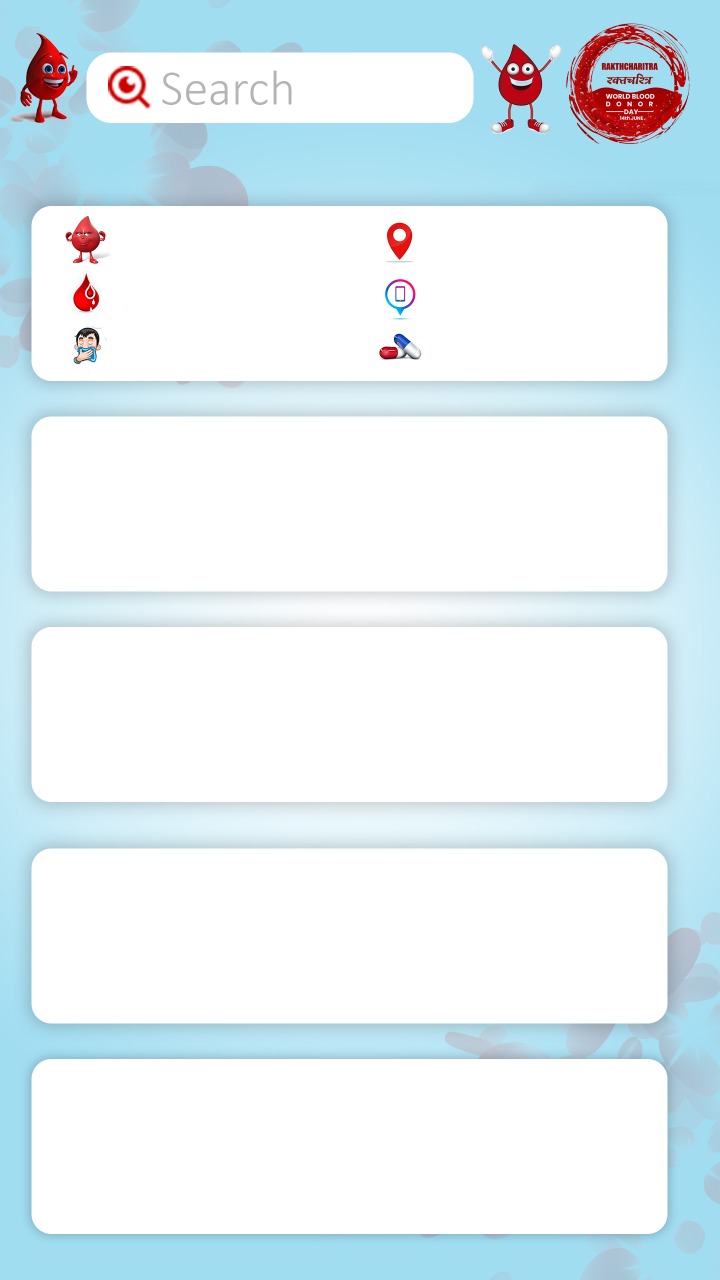 Search
RAKTHCHARITRA
रक्तचरित्र
WORLD BLOOD
DONOR
DAY
14th JUNE